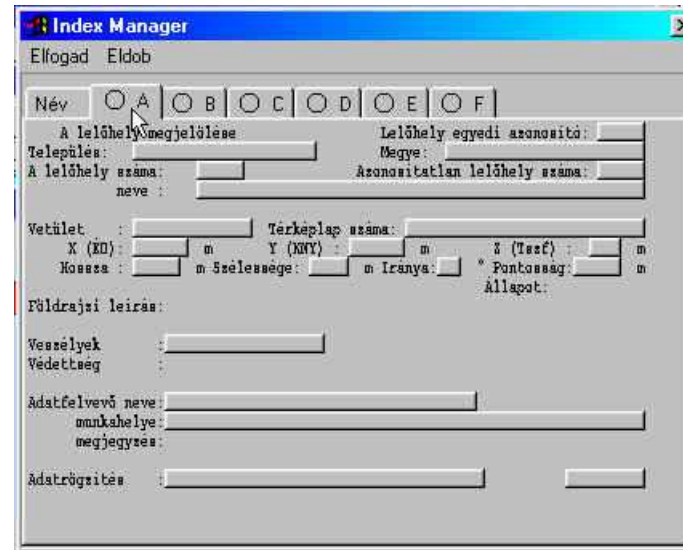 Index Manager
Elfogad Eldob
Név A B C D E F
A lelőhely megjelölése Lelőhely egyedi azonosító:
Település: Megye:
A lelőhely száma: Azonosítatlan lelőhely száma:
neve :
Vetület : Térképlap száma:
X (ÉD): m Y (KNY) : m Z (Tszf) : m
Hossza : m Szélessége: m Iránya: ° Pontosság: m
Állapot:
Földrajzi leírás:
Veszélyek :
Védettség :
Adatfelvevő neve:
munkahelye:
megjegyzés:
Adatrögzítés :